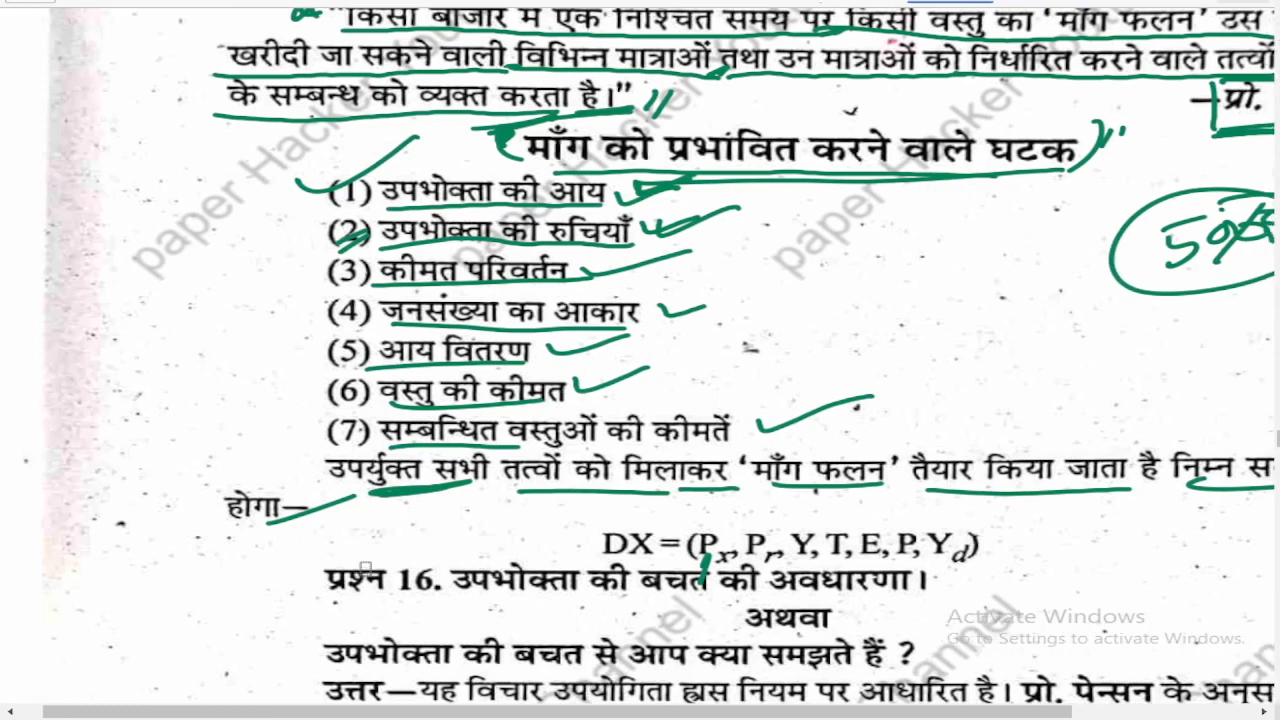 "किसी बाजार में एक निश्चित समय पर किसी वस्तु का 'माँग फलन' उस
खरीदी जा सकने वाली विभिन्न मात्राओं तथा उन मात्राओं को निर्धारित करने वाले तत्वों
के सम्बन्ध को व्यक्त करता है।"
—प्रो.
माँग को प्रभावित करने वाले घटक
(1) उपभोक्ता की आय
(2) उपभोक्ता की रुचियाँ
(3) कीमत परिवर्तन
(4) जनसंख्या का आकार
(5) आय वितरण
(6) वस्तु की कीमत
(7) सम्बन्धित वस्तुओं की कीमतें
उपर्युक्त सभी तत्वों को मिलाकर 'माँग फलन' तैयार किया जाता है निम्न स
होगा—
DX = (Px, Pr, Y, T, E, P, Yd)
प्रश्न 16. उपभोक्ता की बचत की अवधारणा।
अथवा
उपभोक्ता की बचत से आप क्या समझते हैं ?
उत्तर—यह विचार उपयोगिता ह्रास नियम पर आधारित है। प्रो. पेन्सन के अनुस
paper Hacker
paper Hacker
Activate Windows
Go to Settings to activate Windows.